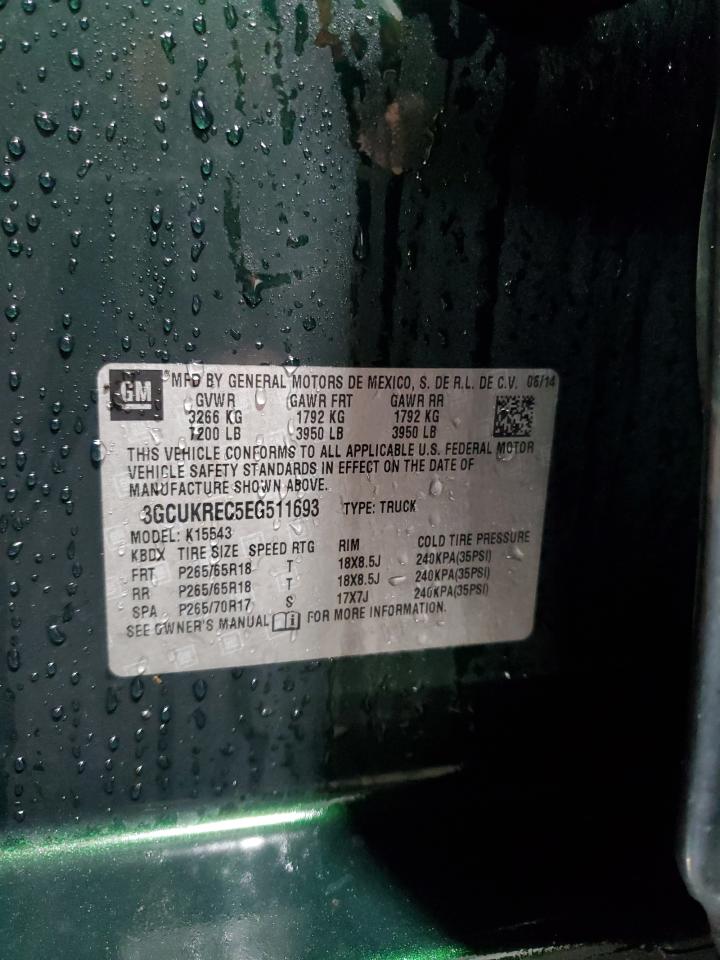 GM
MFD BY GENERAL MOTORS DE MEXICO, S. DE R.L. DE C.V. 06/14
GVWR GAWR FRT GAWR RR
3266 KG 1792 KG 1792 KG
7200 LB 3950 LB 3950 LB
THIS VEHICLE CONFORMS TO ALL APPLICABLE U.S. FEDERAL MOTOR
VEHICLE SAFETY STANDARDS IN EFFECT ON THE DATE OF
MANUFACTURE SHOWN ABOVE.
3GCUKREC5EG511693 TYPE: TRUCK
MODEL: K15543
KBDX TIRE SIZE SPEED RTG RIM COLD TIRE PRESSURE
FRT P265/65R18 T 18X8.5J 240KPA(35PSI)
RR P265/65R18 T 18X8.5J 240KPA(35PSI)
SPA P265/70R17 S 17X7J 240KPA(35PSI)
SEE OWNER'S MANUAL i FOR MORE INFORMATION.